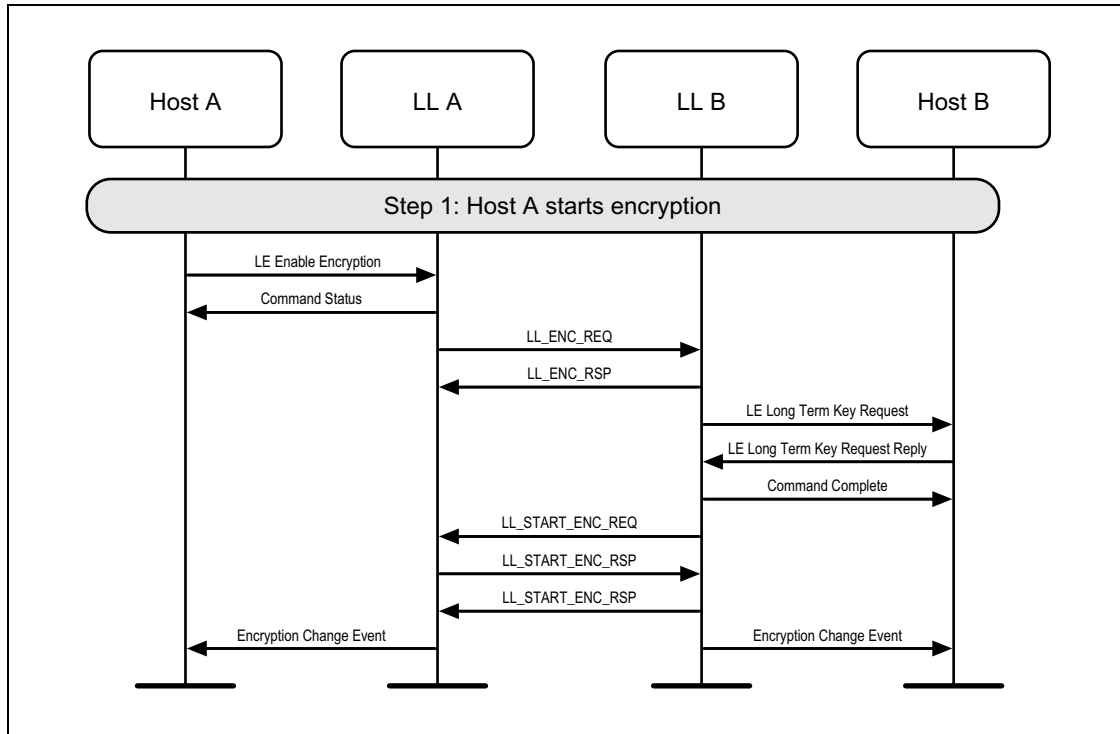 Host A
LL A
LL B
Host B
Step 1: Host A starts encryption
LE Enable Encryption
Command Status
LL_ENC_REQ
LL_ENC_RSP
LE Long Term Key Request
LE Long Term Key Request Reply
Command Complete
LL_START_ENC_REQ
LL_START_ENC_RSP
LL_START_ENC_RSP
Encryption Change Event
Encryption Change Event